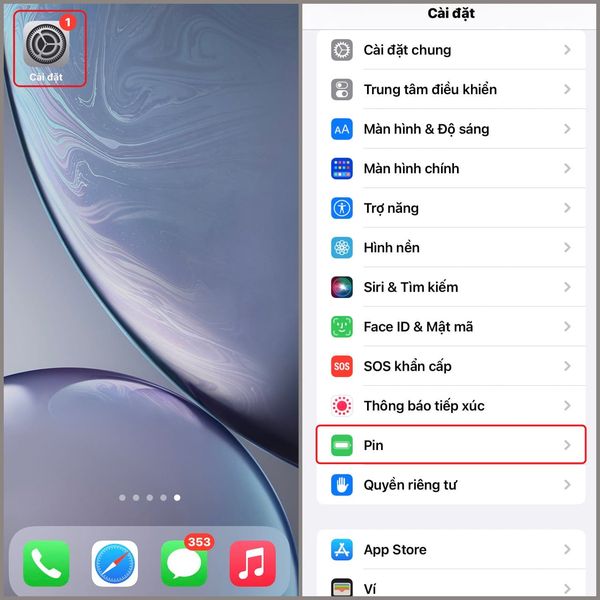 1
Cài đặt
353
Cài đặt
Cài đặt chung
Trung tâm điều khiển
AA
Màn hình & Độ sáng
Màn hình chính
Trợ năng
Hình nền
Siri & Tìm kiếm
Face ID & Mật mã
SOS
SOS khẩn cấp
Thông báo tiếp xúc
Pin
Quyền riêng tư
App Store
Ví